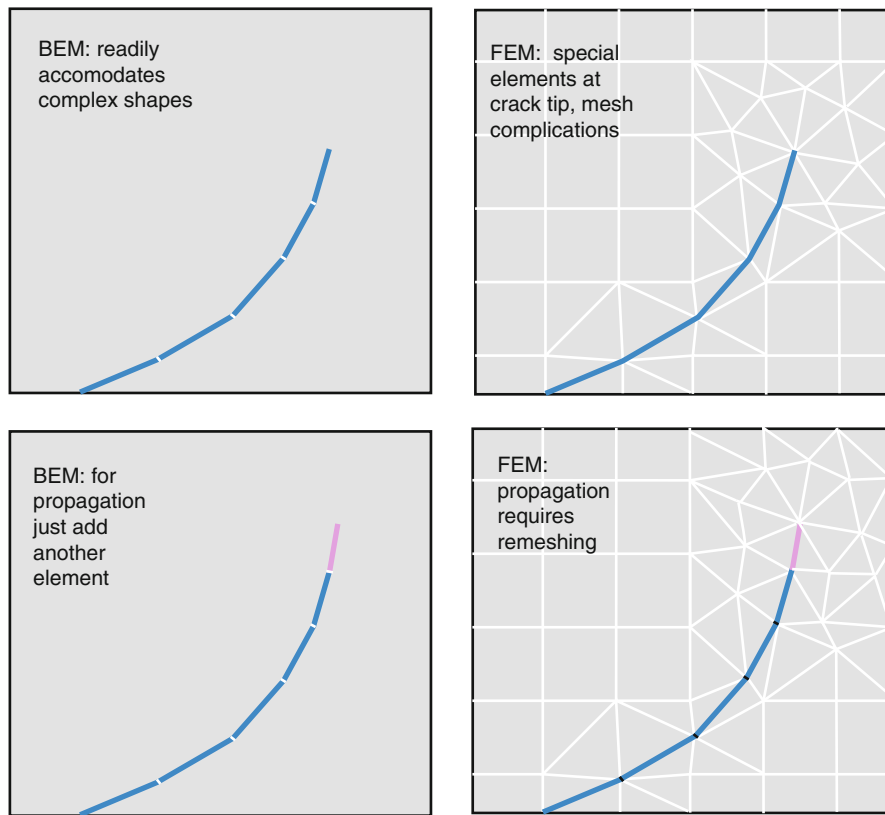 BEM: readily
accomodates
complex shapes
FEM: special
elements at
crack tip, mesh
complications
BEM: for
propagation
just add
another
element
FEM:
propagation
requires
remeshing